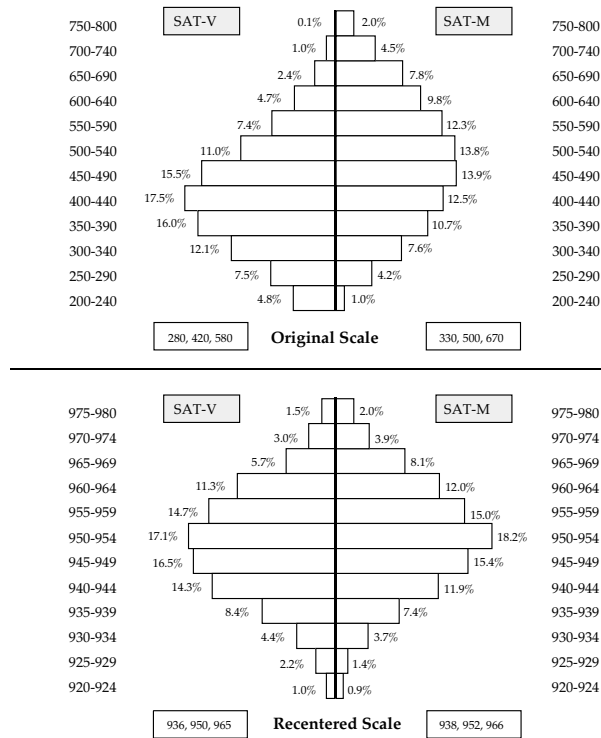 750-800 0.1% SAT-V 2.0% SAT-M 750-800
700-740 1.0% 4.5% 700-740
650-690 2.4% 7.8% 650-690
600-640 4.7% 9.8% 600-640
550-590 7.4% 12.3% 550-590
500-540 11.0% 13.8% 500-540
450-490 15.5% 13.9% 450-490
400-440 17.5% 12.5% 400-440
350-390 16.0% 10.7% 350-390
300-340 12.1% 7.6% 300-340
250-290 7.5% 4.2% 250-290
200-240 4.8% 1.0% 200-240
280, 420, 580 Original Scale 330, 500, 670
975-980 SAT-V 1.5% 2.0% SAT-M 975-980
970-974 3.0% 3.9% 970-974
965-969 5.7% 8.1% 965-969
960-964 11.3% 12.0% 960-964
955-959 14.7% 15.0% 955-959
950-954 17.1% 18.2% 950-954
945-949 16.5% 15.4% 945-949
940-944 14.3% 11.9% 940-944
935-939 8.4% 7.4% 935-939
930-934 4.4% 3.7% 930-934
925-929 2.2% 1.4% 925-929
920-924 1.0% 0.9% 920-924
936, 950, 965 Recentered Scale 938, 952, 966